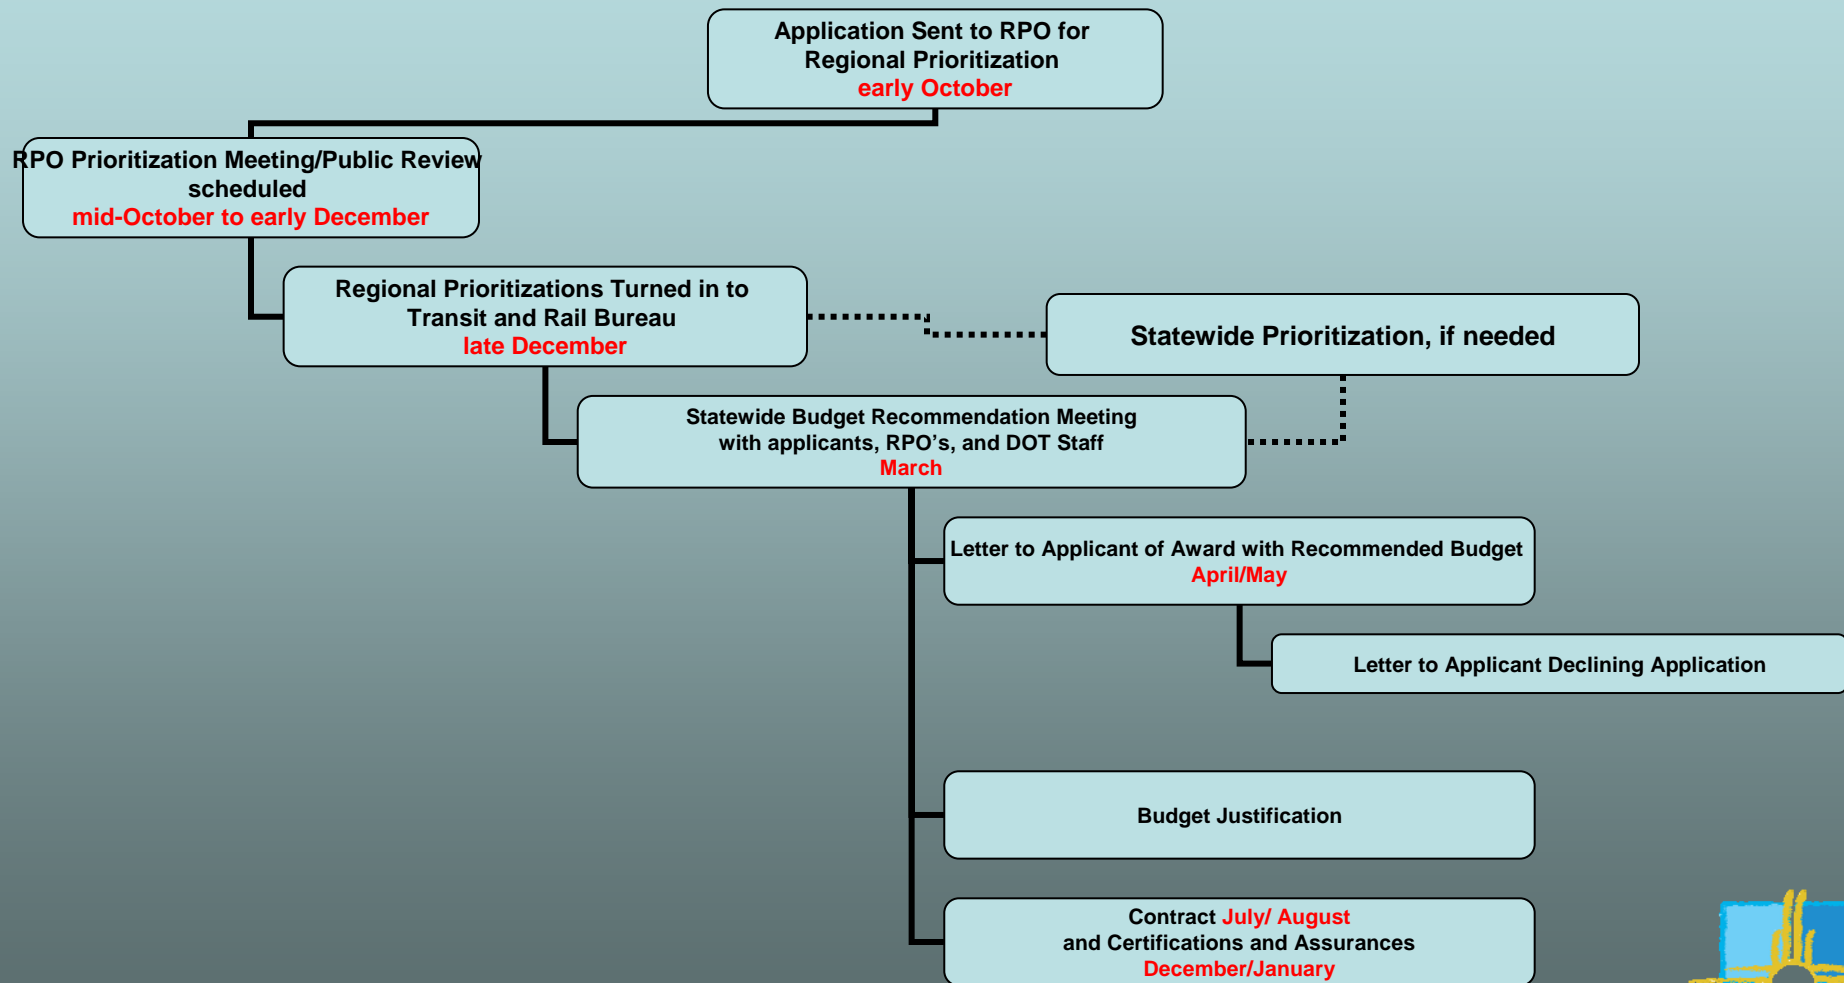 Application Sent to RPO for
Regional Prioritization
early October
RPO Prioritization Meeting/Public Review
scheduled
mid-October to early December
Regional Prioritizations Turned in to
Transit and Rail Bureau
late December
Statewide Prioritization, if needed
Statewide Budget Recommendation Meeting
with applicants, RPO's, and DOT Staff
March
Letter to Applicant of Award with Recommended Budget
April/May
Letter to Applicant Declining Application
Budget Justification
Contract July/ August
and Certifications and Assurances
December/January